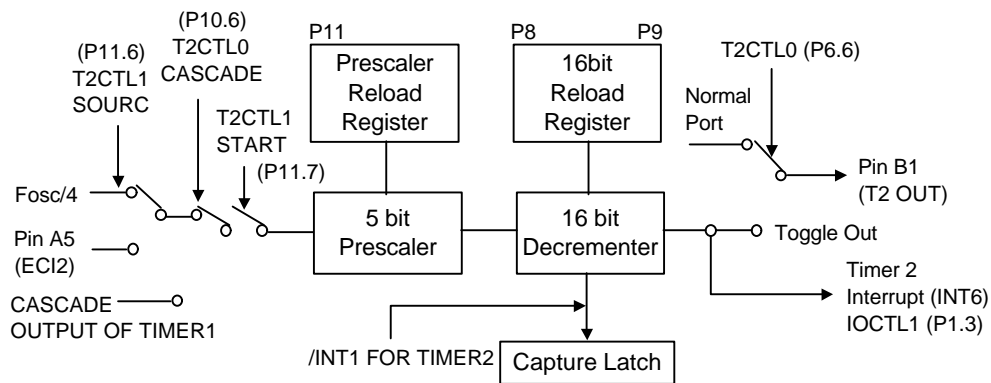 (P10.6)
T2CTL0
CASCADE
(P11.6)
T2CTL1
SOURC
T2CTL1
START
(P11.7)
P11
Prescaler
Reload
Register
P8
P9
16bit
Reload
Register
T2CTL0 (P6.6)
Normal
Port
Pin B1
(T2 OUT)
Fosc/4
Pin A5
(ECI2)
CASCADE
OUTPUT OF TIMER1
5 bit
Prescaler
16 bit
Decrementer
Toggle Out
Timer 2
Interrupt (INT6)
IOCTL1 (P1.3)
/INT1 FOR TIMER2
Capture Latch